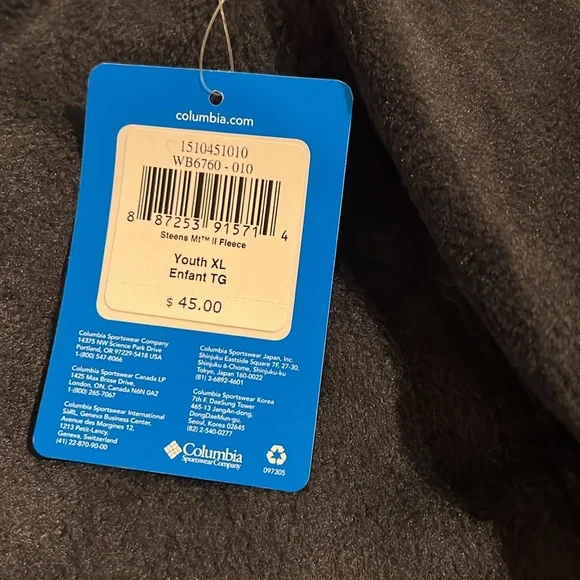 columbia.com
1510451010
WB6760 - 010
8 87253 91571 4
Steens Mt™ II Fleece
Youth XL
Enfant TG
$ 45.00
Columbia Sportswear Company
14375 NW Science Park Drive
Portland, OR 97229-5418 USA
1-(800) 547-8066
Columbia Sportswear Canada LP
1425 Max Brose Drive,
London, ON, Canada N6N 0A2
1-(800) 265-7067
Columbia Sportswear International
SàRL, Geneva Business Center,
Avenue des Morgines 12,
1213 Petit-Lancy,
Geneva, Switzerland
(41) 22-870-90-00
Columbia Sportswear Japan, Inc.
Shinjuku Eastside Square 7F, 27-30,
Shinjuku 6-Chome, Shinjuku-ku
Tokyo, Japan 160-0022
(81) 3-6892-4601
Columbia Sportswear Korea
7th F. DaeSung Tower
465-13 JangAn-dong,
DongDaeMun-gu,
Seoul, Korea 02645
(82) 2-540-0277
Columbia
Sportswear Company
097305